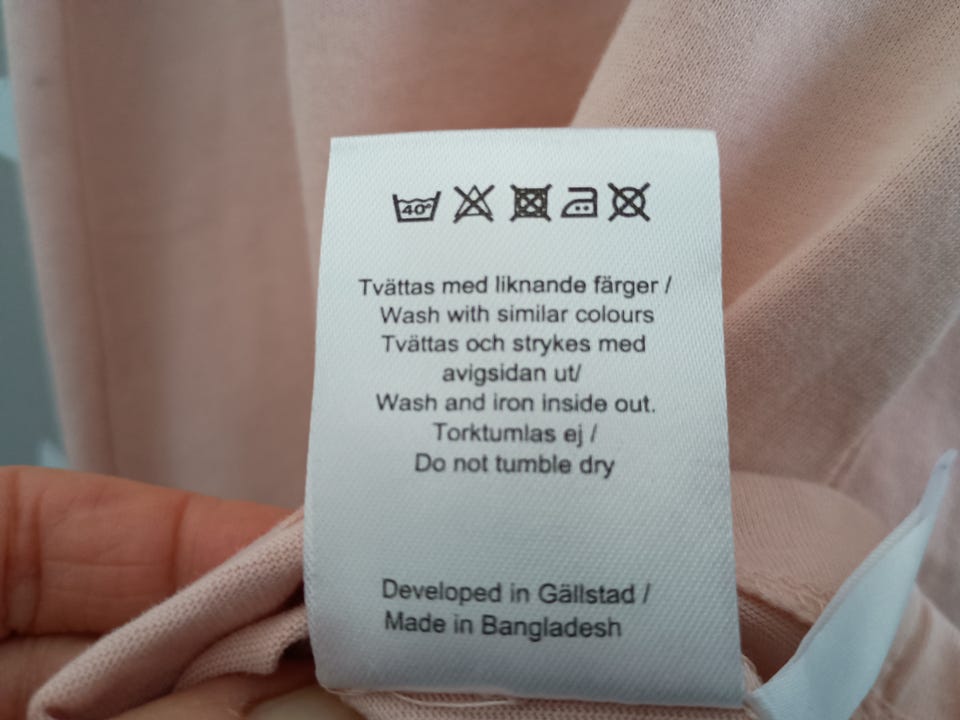 40°
Tvättas med liknande färger /
Wash with similar colours
Tvättas och strykes med
avigsidan ut/
Wash and iron inside out.
Torktumlas ej /
Do not tumble dry
Developed in Gällstad /
Made in Bangladesh